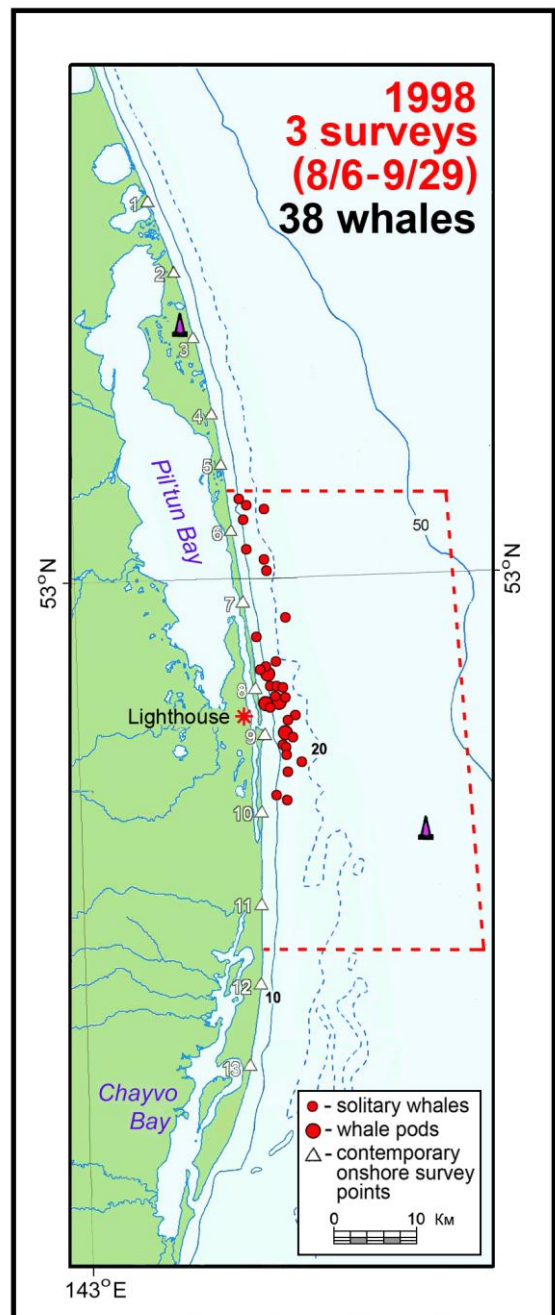 1998
3 surveys
(8/6-9/29)
38 whales
1
2
3
4
5
Pil'tun Bay
50
6
53°N
53°N
7
8
Lighthouse
9
20
10
11
12
10
13
Chayvo
Bay
- solitary whales
- whale pods
- contemporary
onshore survey
points
0 10 Км
143°E